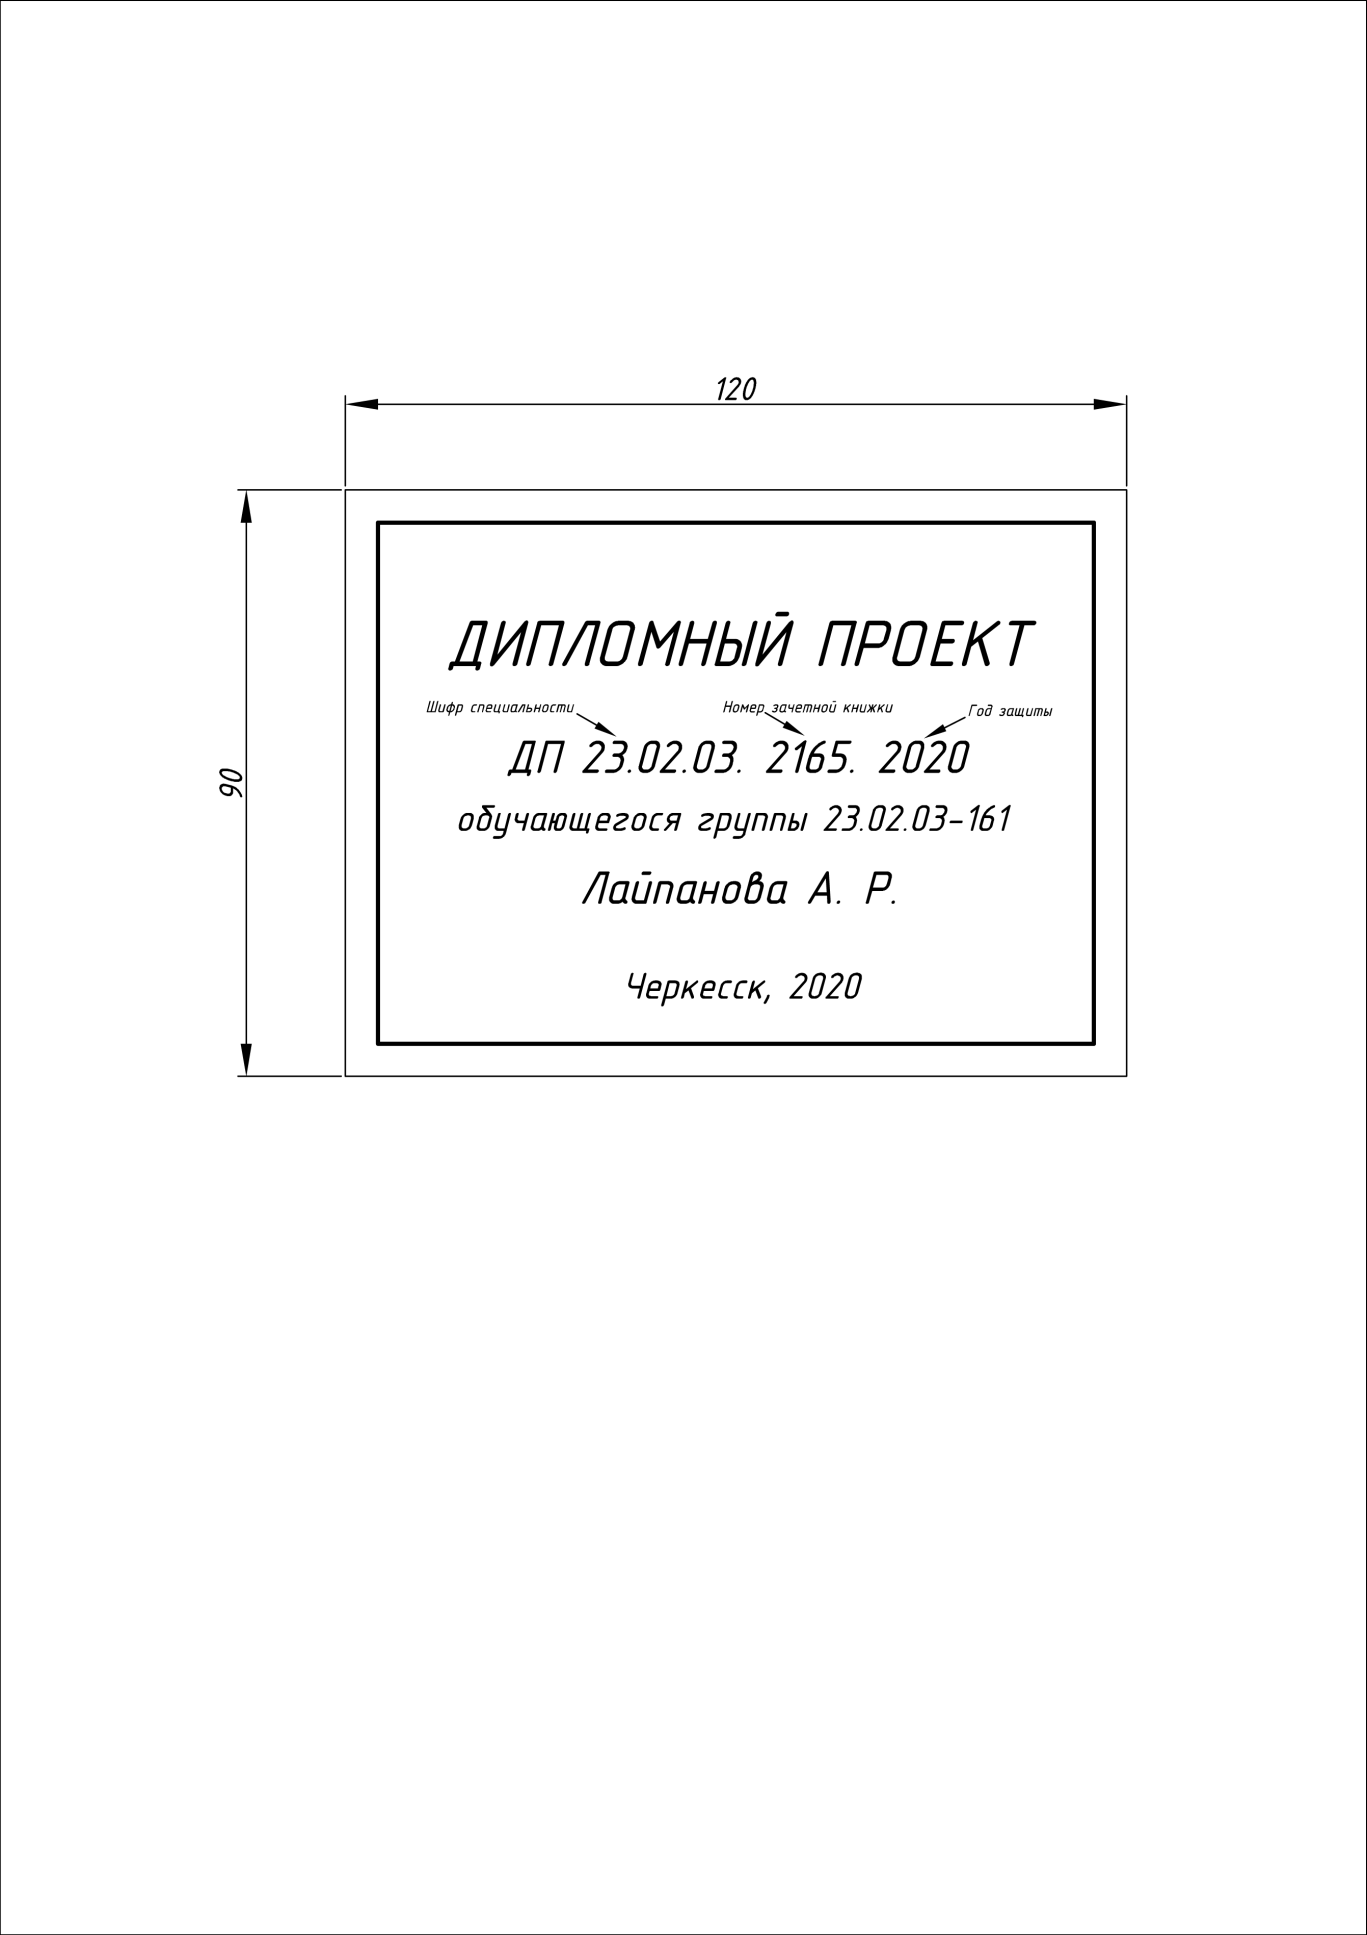 120
90
ДИПЛОМНЫЙ ПРОЕКТ
Шифр специальности Номер зачетной книжки Год защиты
ДП 23.02.03. 2165. 2020
обучающегося группы 23.02.03-161
Лайпанова А. Р.
Черкесск, 2020